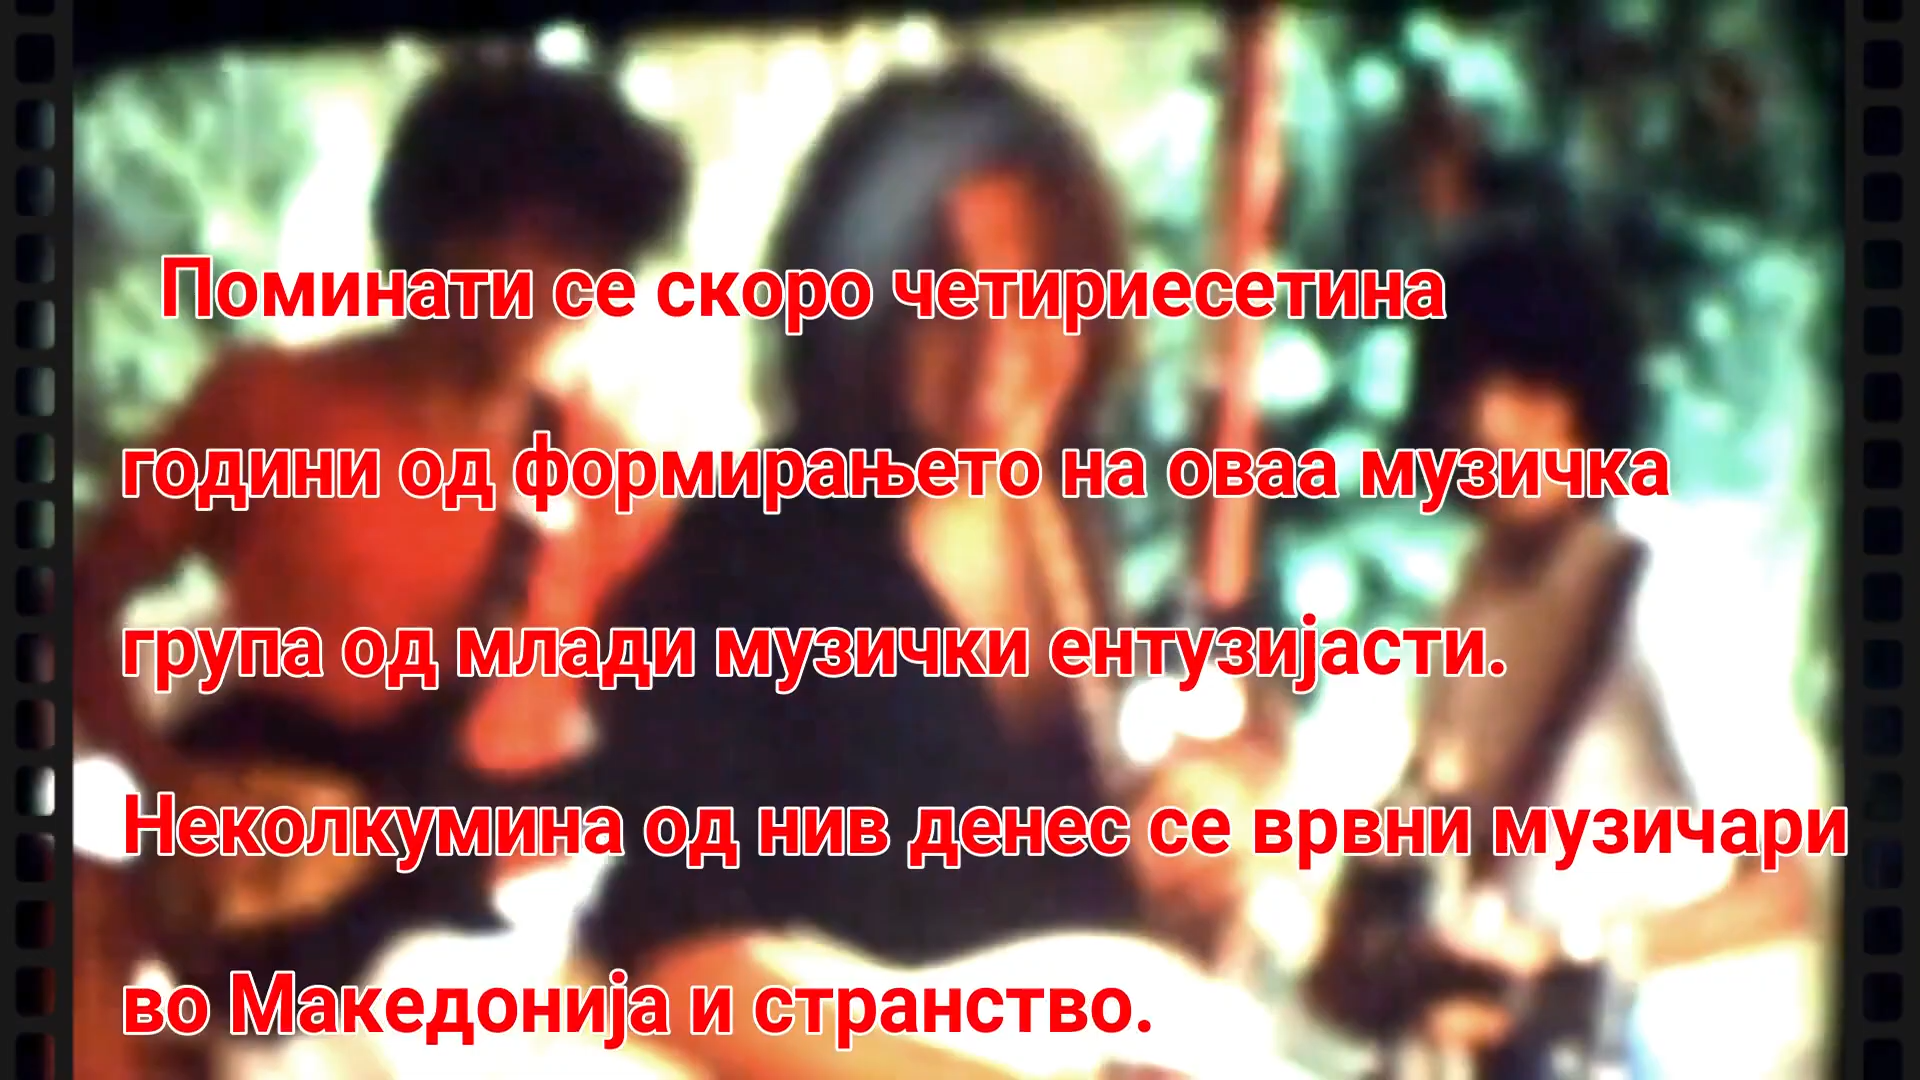 Поминати се скоро четириесетина
години од формирањето на оваа музичка
група од млади музички ентузијасти.
Неколкумина од нив денес се врвни музичари
во Македонија и странство.